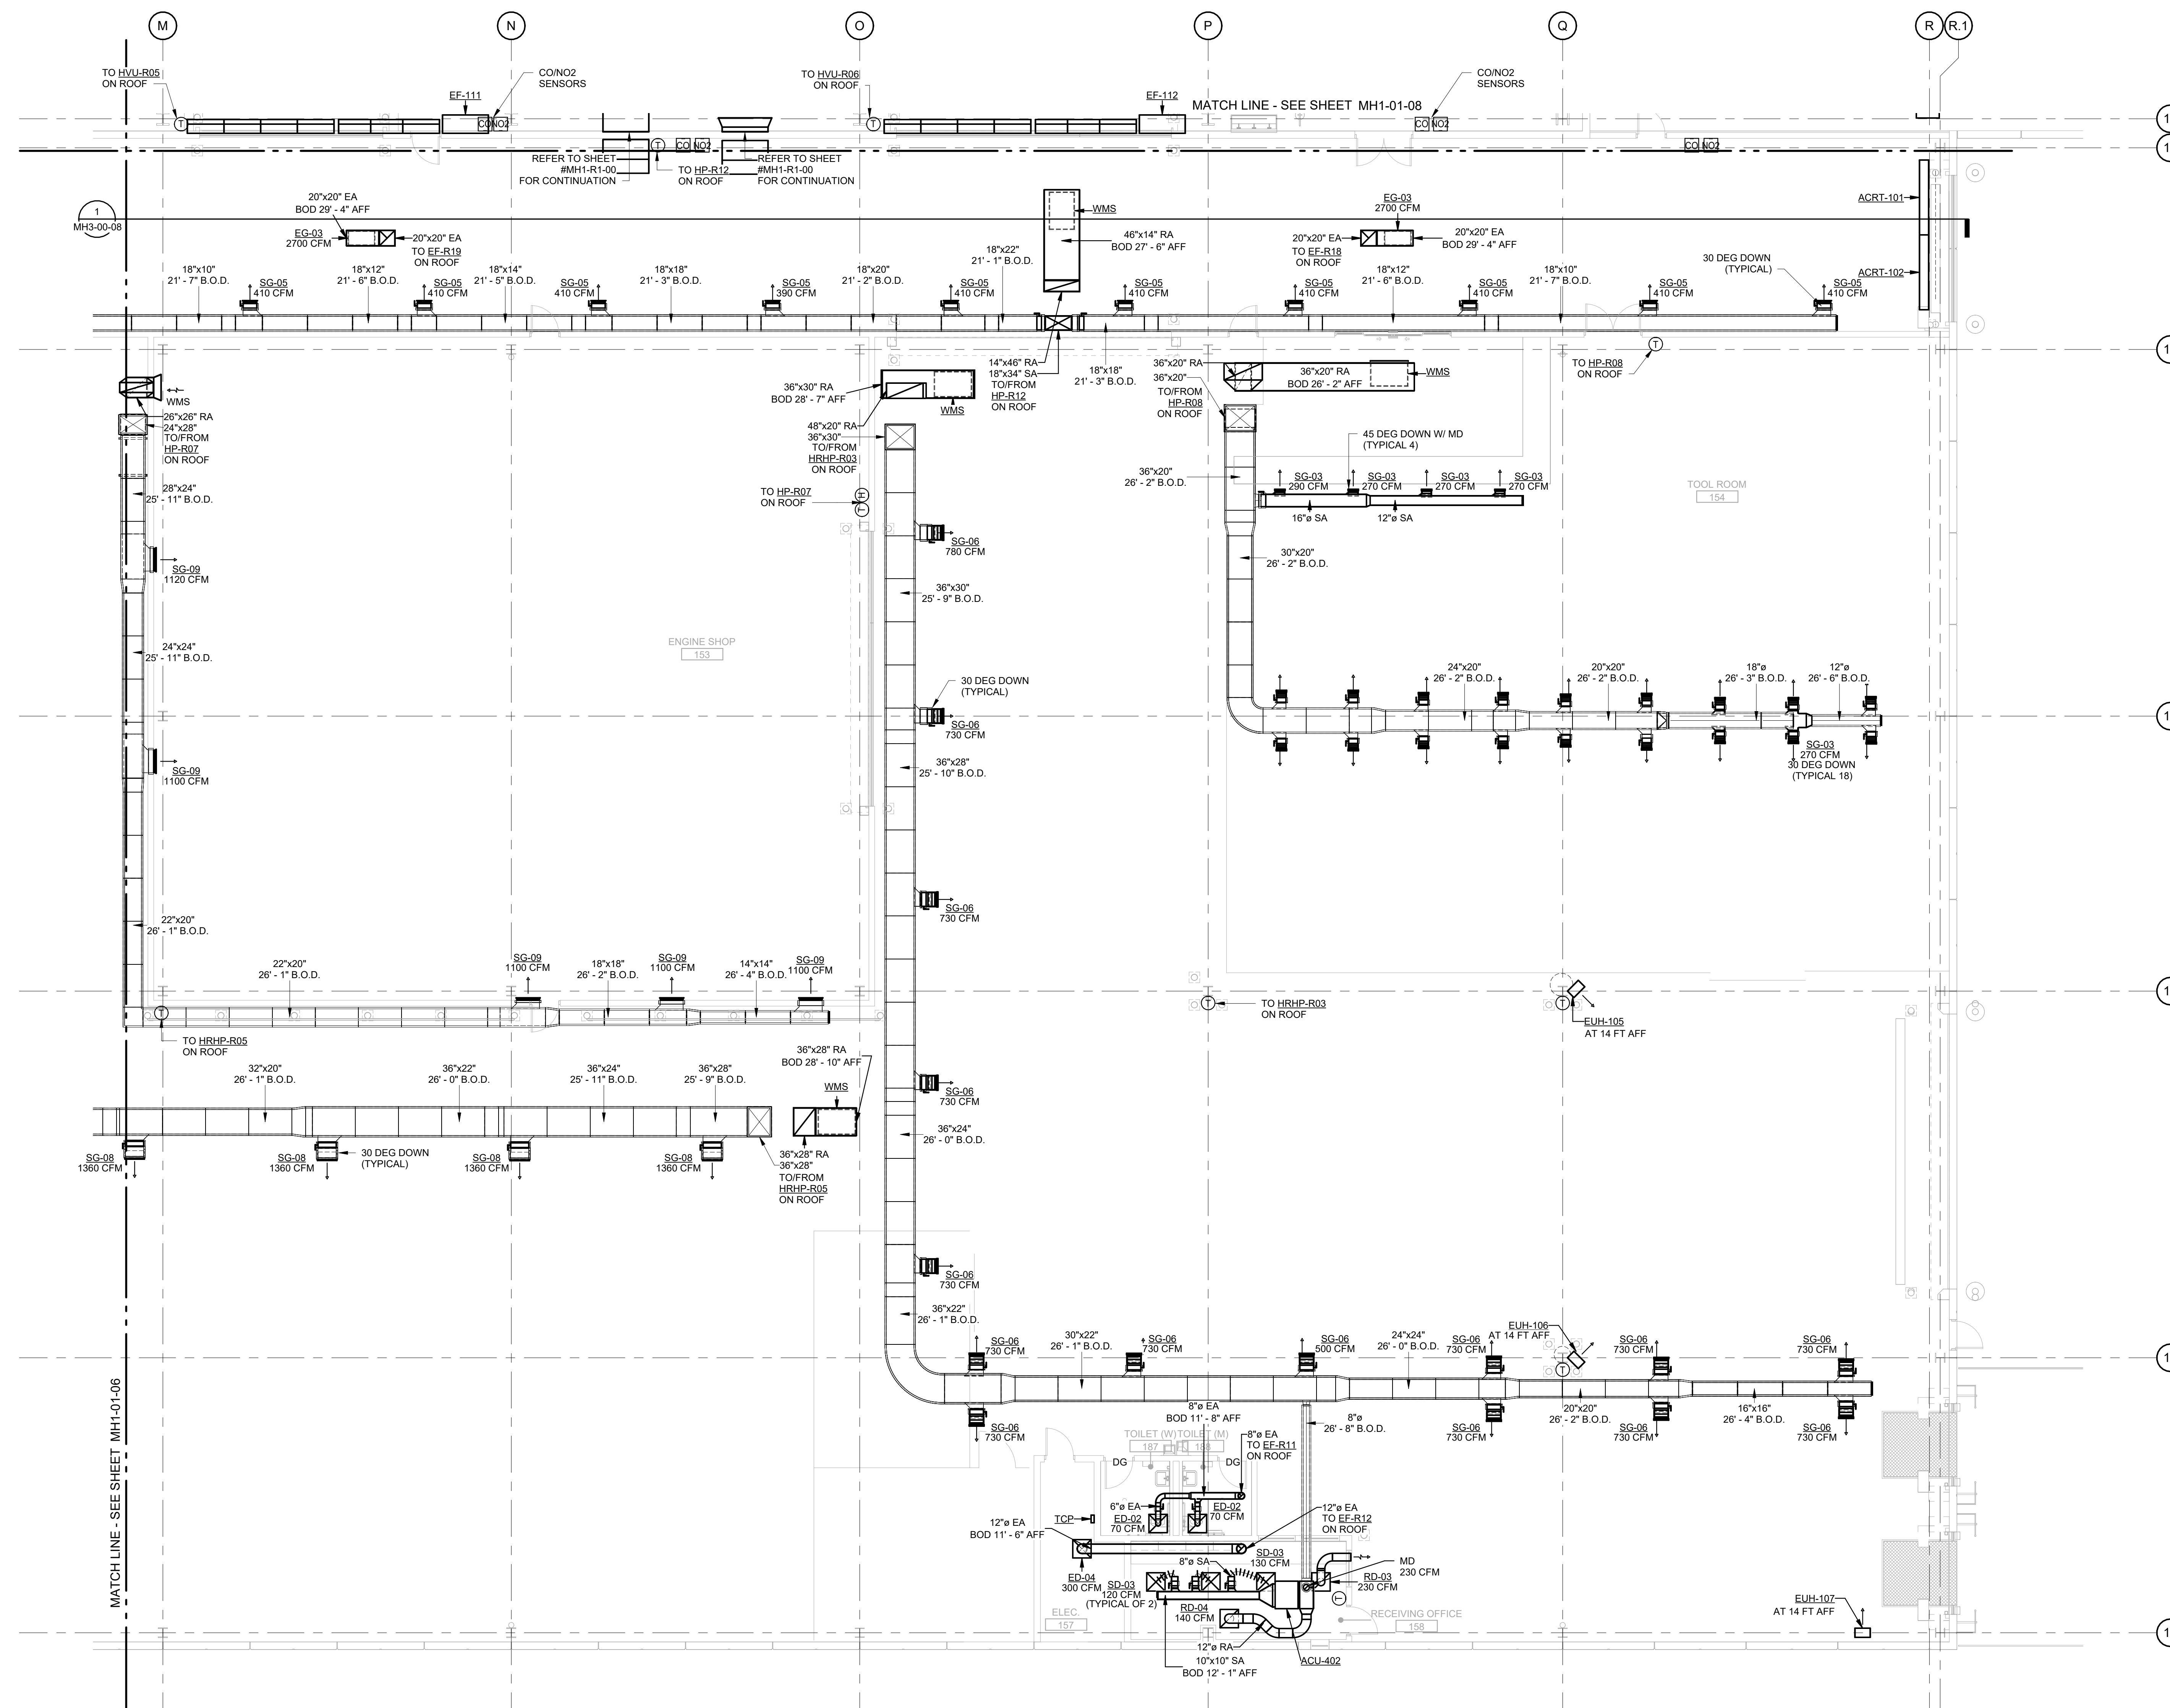 M
N
O
P
Q
R
R.1
TO HVU-R05
ON ROOF
CO/NO2
SENSORS
EF-111
TO HVU-R06
ON ROOF
EF-112
MATCH LINE - SEE SHEET MH1-01-08
CO/NO2
SENSORS
T
CO
NO2
T
CO
NO2
REFER TO SHEET
#MH1-R1-00
FOR CONTINUATION
T
CO
NO2
TO HP-R12
ON ROOF
REFER TO SHEET
#MH1-R1-00
FOR CONTINUATION
CO
NO2
1
MH3-00-08
20"x20" EA
BOD 29' - 4" AFF
EG-03
2700 CFM
20"x20" EA
TO EF-R19
ON ROOF
WMS
46"x14" RA
BOD 27' - 6" AFF
EG-03
2700 CFM
20"x20" EA
TO EF-R18
ON ROOF
20"x20" EA
BOD 29' - 4" AFF
ACRT-101
ACRT-102
18"x10"
21' - 7" B.O.D.
SG-05
410 CFM
18"x12"
21' - 6" B.O.D.
SG-05
410 CFM
18"x14"
21' - 5" B.O.D.
SG-05
410 CFM
18"x18"
21' - 3" B.O.D.
SG-05
390 CFM
18"x20"
21' - 2" B.O.D.
SG-05
410 CFM
18"x22"
21' - 1" B.O.D.
SG-05
410 CFM
SG-05
410 CFM
18"x12"
21' - 6" B.O.D.
SG-05
410 CFM
18"x10"
21' - 7" B.O.D.
SG-05
410 CFM
30 DEG DOWN
(TYPICAL)
SG-05
410 CFM
14"x46" RA
18"x34" SA
TO/FROM
HP-R12
ON ROOF
18"x18"
21' - 3" B.O.D.
T
TO HP-R08
ON ROOF
WMS
26"x26" RA
24"x28"
TO/FROM
HP-R07
ON ROOF
36"x30" RA
BOD 28' - 7" AFF
WMS
48"x20" RA
36"x30"
TO/FROM
HRHP-R03
ON ROOF
36"x20" RA
36"x20"
TO/FROM
HP-R08
ON ROOF
36"x20" RA
BOD 26' - 2" AFF
WMS
45 DEG DOWN W/ MD
(TYPICAL 4)
36"x20"
26' - 2" B.O.D.
SG-03
290 CFM
SG-03
270 CFM
SG-03
270 CFM
SG-03
270 CFM
16"ø SA
12"ø SA
TOOL ROOM
154
28"x24"
25' - 11" B.O.D.
TO HP-R07
ON ROOF
H
T
SG-06
780 CFM
SG-09
1120 CFM
30"x20"
26' - 2" B.O.D.
36"x30"
25' - 9" B.O.D.
ENGINE SHOP
153
24"x24"
25' - 11" B.O.D.
30 DEG DOWN
(TYPICAL)
SG-06
730 CFM
24"x20"
26' - 2" B.O.D.
20"x20"
26' - 2" B.O.D.
18"ø
26' - 3" B.O.D.
12"ø
26' - 6" B.O.D.
SG-03
270 CFM
30 DEG DOWN
(TYPICAL 18)
SG-09
1100 CFM
36"x28"
25' - 10" B.O.D.
22"x20"
26' - 1" B.O.D.
SG-06
730 CFM
22"x20"
26' - 1" B.O.D.
SG-09
1100 CFM
18"x18"
26' - 2" B.O.D.
SG-09
1100 CFM
14"x14"
26' - 4" B.O.D.
SG-09
1100 CFM
T
TO HRHP-R05
ON ROOF
T
TO HRHP-R03
ON ROOF
T
EUH-105
AT 14 FT AFF
32"x20"
26' - 1" B.O.D.
36"x22"
26' - 0" B.O.D.
36"x24"
25' - 11" B.O.D.
36"x28"
25' - 9" B.O.D.
36"x28" RA
BOD 28' - 10" AFF
WMS
SG-06
730 CFM
36"x24"
26' - 0" B.O.D.
SG-08
1360 CFM
SG-08
1360 CFM
30 DEG DOWN
(TYPICAL)
SG-08
1360 CFM
SG-08
1360 CFM
36"x28" RA
36"x28"
TO/FROM
HRHP-R05
ON ROOF
SG-06
730 CFM
36"x22"
26' - 1" B.O.D.
SG-06
730 CFM
30"x22"
26' - 1" B.O.D.
SG-06
730 CFM
SG-06
500 CFM
24"x24"
26' - 0" B.O.D.
SG-06
730 CFM
EUH-106
AT 14 FT AFF
T
SG-06
730 CFM
SG-06
730 CFM
SG-06
730 CFM
8"ø EA
BOD 11' - 8" AFF
8"ø
26' - 8" B.O.D.
SG-06
730 CFM
20"x20"
26' - 2" B.O.D.
SG-06
730 CFM
16"x16"
26' - 4" B.O.D.
SG-06
730 CFM
TOILET (W)
187
TOILET (M)
188
DG
DG
8"ø EA
TO EF-R11
ON ROOF
6"ø EA
ED-02
70 CFM
ED-02
70 CFM
TCP
12"ø EA
BOD 11' - 6" AFF
12"ø EA
TO EF-R12
ON ROOF
ED-04
300 CFM
8"ø SA
SD-03
130 CFM
SD-03
120 CFM
(TYPICAL OF 2)
MD
230 CFM
RD-03
230 CFM
RD-04
140 CFM
T
ELEC.
157
RECEIVING OFFICE
158
12"ø RA
10"x10" SA
BOD 12' - 1" AFF
ACU-402
EUH-107
AT 14 FT AFF
MATCH LINE - SEE SHEET MH1-01-06